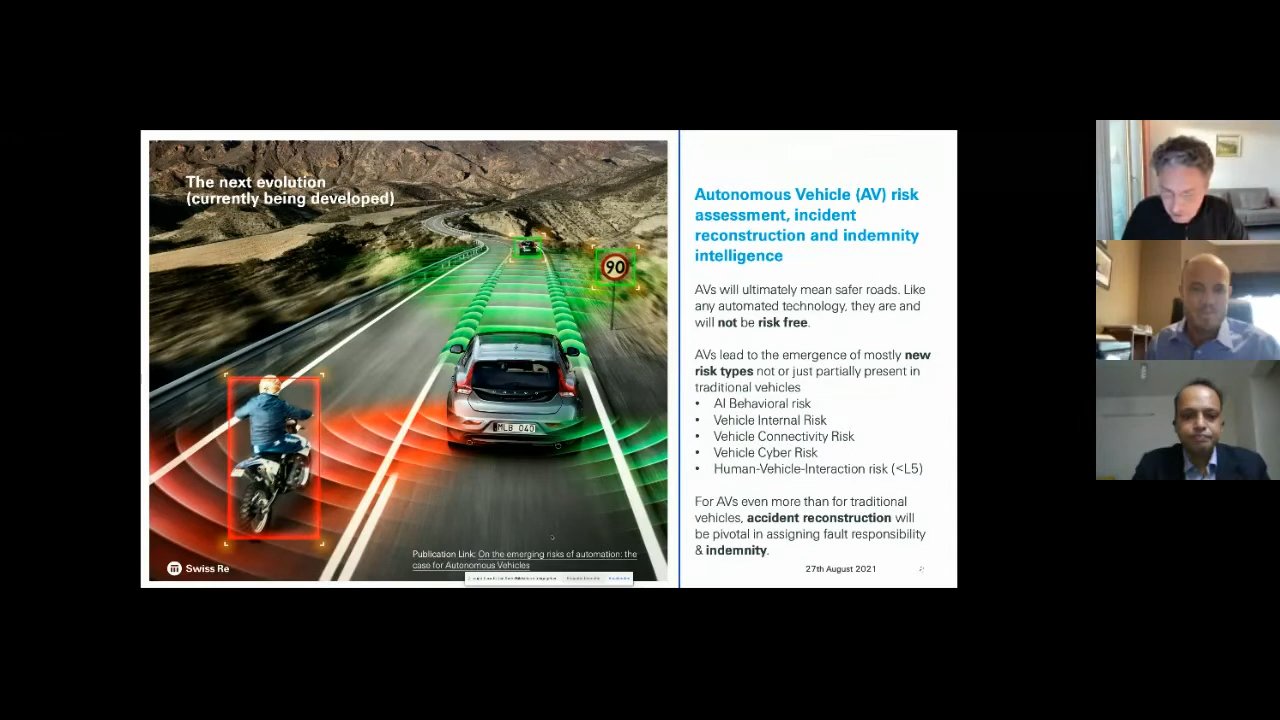 The next evolution
(currently being developed)
90
VOLVO
MLB 040
Publication Link: On the emerging risks of automation: the
case for Autonomous Vehicles
Swiss Re
Autonomous Vehicle (AV) risk
assessment, incident
reconstruction and indemnity
intelligence
AVs will ultimately mean safer roads. Like
any automated technology, they are and
will not be risk free.
AVs lead to the emergence of mostly new
risk types not or just partially present in
traditional vehicles
• AI Behavioral risk
• Vehicle Internal Risk
• Vehicle Connectivity Risk
• Vehicle Cyber Risk
• Human-Vehicle-Interaction risk (<L5)
For AVs even more than for traditional
vehicles, accident reconstruction will
be pivotal in assigning fault responsibility
& indemnity.
27th August 2021